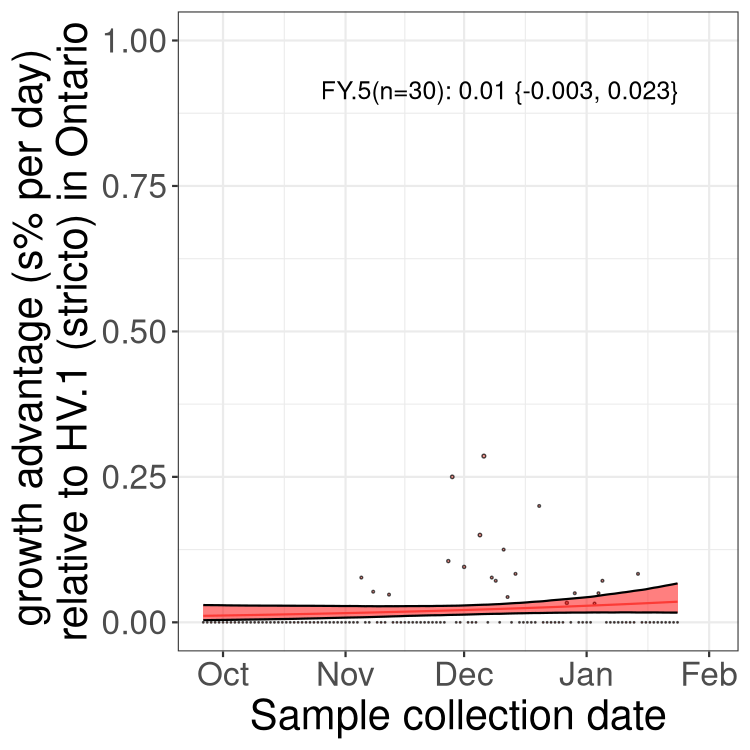 growth advantage (s% per day)
relative to HV.1 (stricto) in Ontario
1.00
0.75
0.50
0.25
0.00
FY.5(n=30): 0.01 {-0.003, 0.023}
Oct Nov Dec Jan Feb
Sample collection date